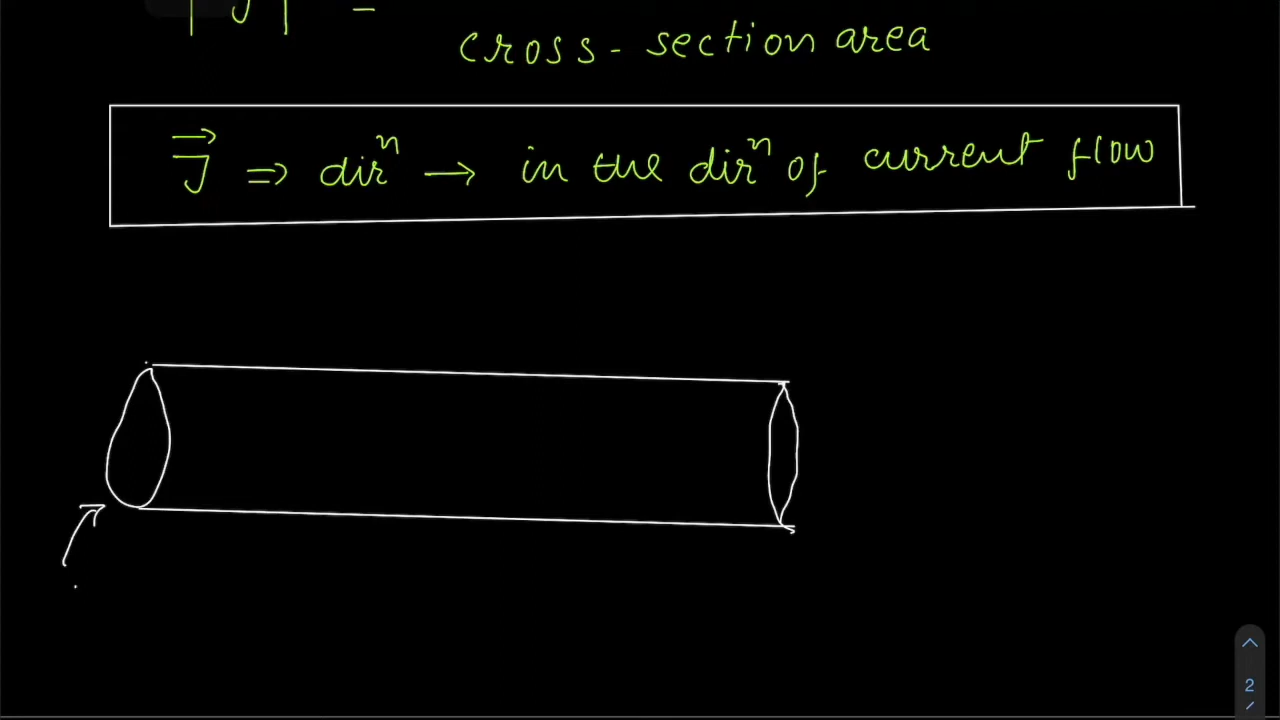 |J| =
cross-section area
J⃗ ⇒ dirⁿ → in the dirⁿ of current flow
2